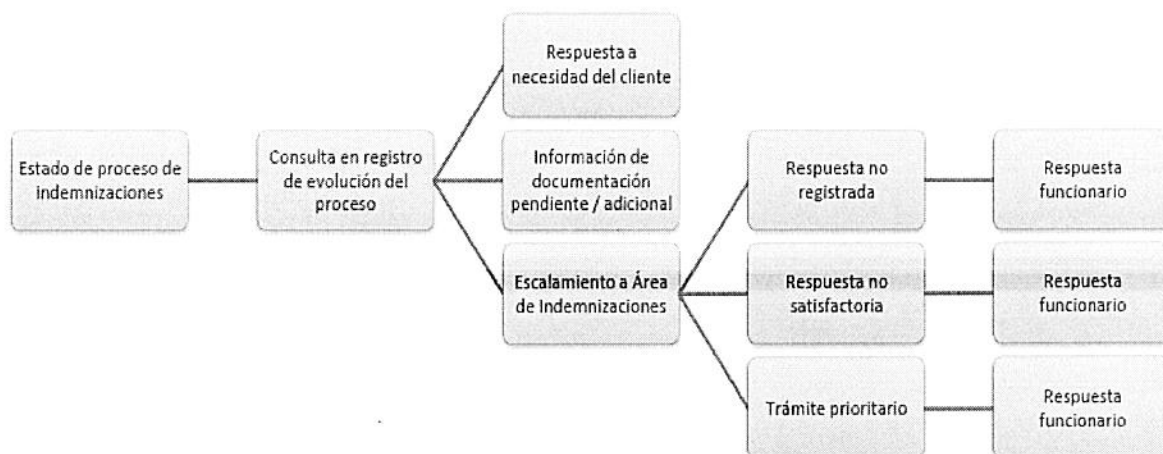 Respuesta a
necesidad del cliente
Estado de proceso de
indemnizaciones
Consulta en registro
de evolución del
proceso
Información de
documentación
pendiente / adicional
Escalamiento a Área
de Indemnizaciones
Respuesta no
registrada
Respuesta
funcionario
Respuesta no
satisfactoria
Respuesta
funcionario
Trámite prioritario
Respuesta
funcionario